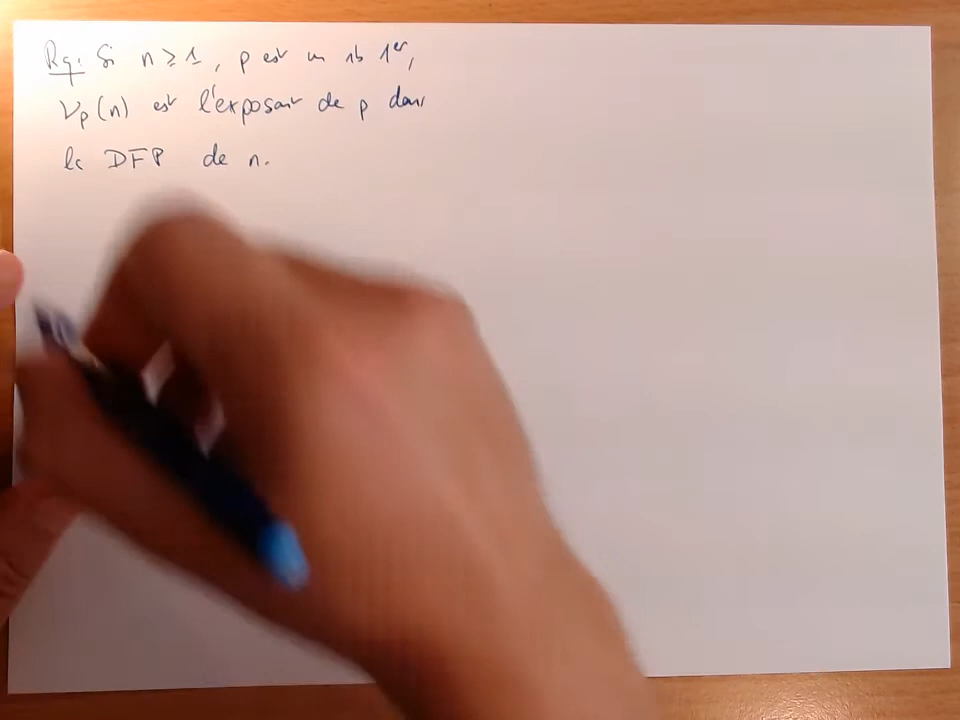 Rq: Si n ≥ 1, p est un nb 1er,
νp(n) est l'exposant de p dans
la DFP de n.